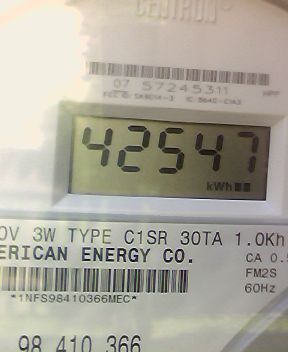 CENTRON
07 57245311
42547
kWh
0V 3W TYPE C1SR 30TA 1.0Kh
ERICAN ENERGY CO.
CA 0.5
*1NFS98410366MEC*
FM2S
60Hz
98 410 366